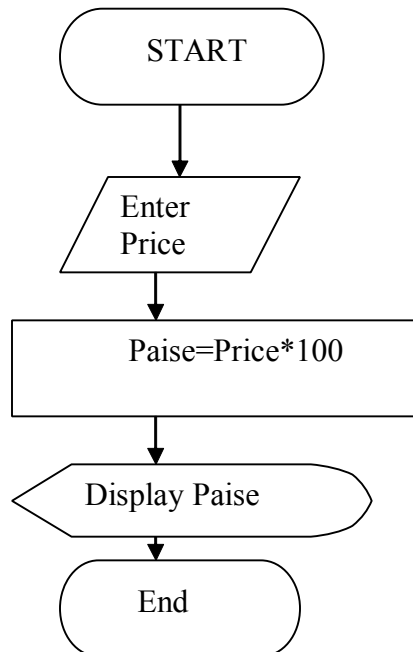 START
Enter
Price
Paise=Price*100
Display Paise
End